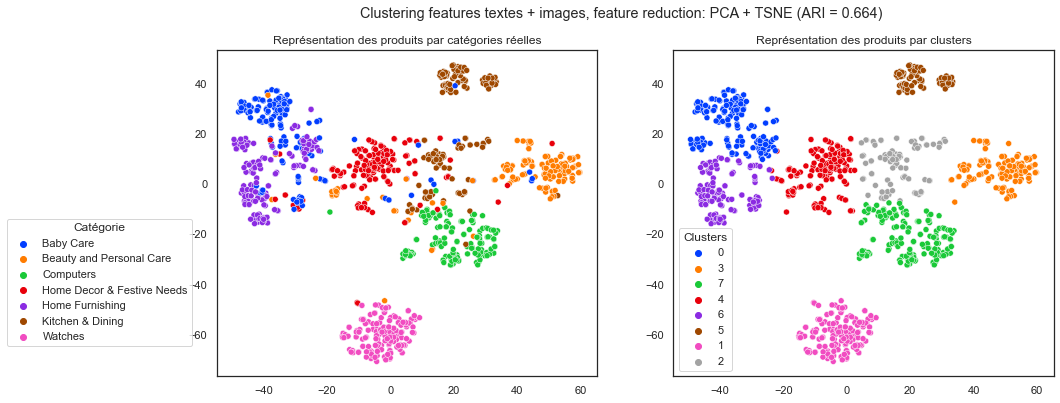 Clustering features textes + images, feature reduction: PCA + TSNE (ARI = 0.664)
Représentation des produits par catégories réelles
40
20
0
−20
−40
−60
−40
−20
0
20
40
60
Catégorie
Baby Care
Beauty and Personal Care
Computers
Home Decor & Festive Needs
Home Furnishing
Kitchen & Dining
Watches
Représentation des produits par clusters
40
20
0
−20
−40
−60
−40
−20
0
20
40
60
Clusters
0
3
7
4
6
5
1
2